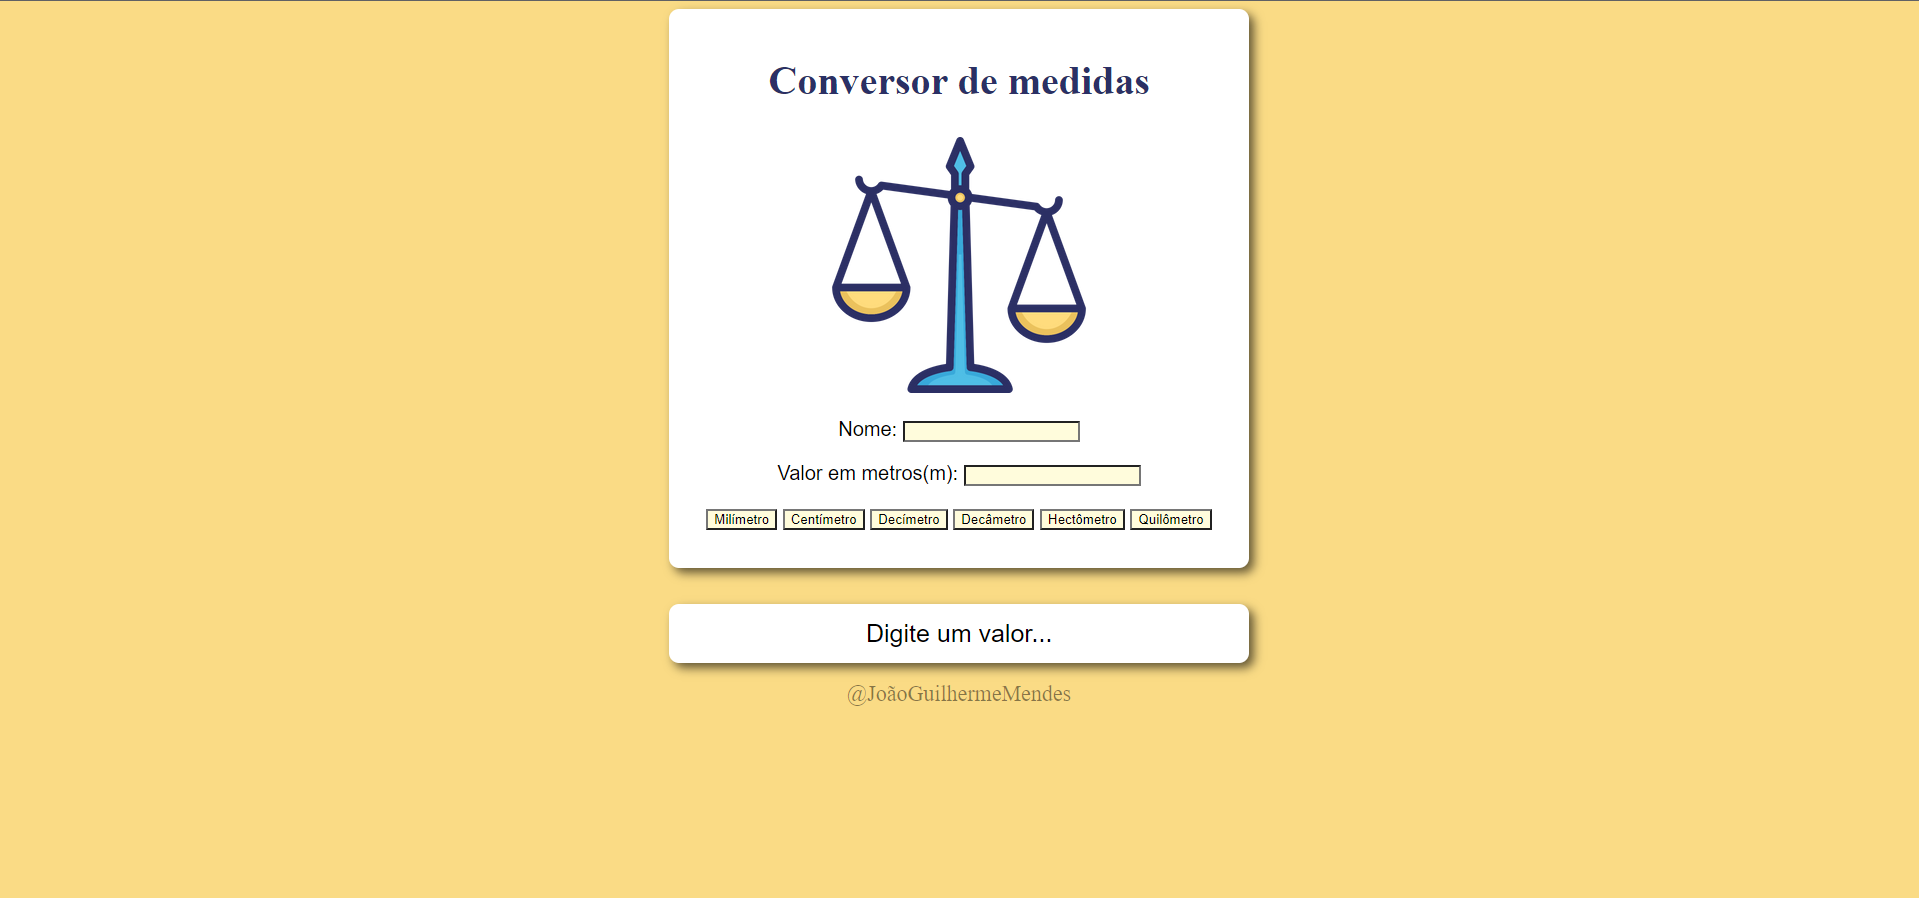 Conversor de medidas
Nome:
Valor em metros(m):
Milímetro Centímetro Decímetro Decâmetro Hectômetro Quilômetro
Digite um valor...
@JoãoGuilhermeMendes